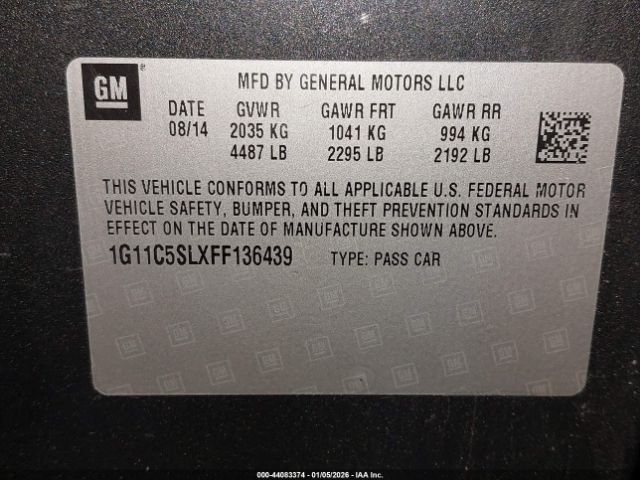 GM ®
MFD BY GENERAL MOTORS LLC
DATE GVWR GAWR FRT GAWR RR
08/14 2035 KG 1041 KG 994 KG
4487 LB 2295 LB 2192 LB
THIS VEHICLE CONFORMS TO ALL APPLICABLE U.S. FEDERAL MOTOR
VEHICLE SAFETY, BUMPER, AND THEFT PREVENTION STANDARDS IN
EFFECT ON THE DATE OF MANUFACTURE SHOWN ABOVE.
1G11C5SLXFF136439 TYPE: PASS CAR
000-44083374 - 01/05/2026 - IAA Inc.